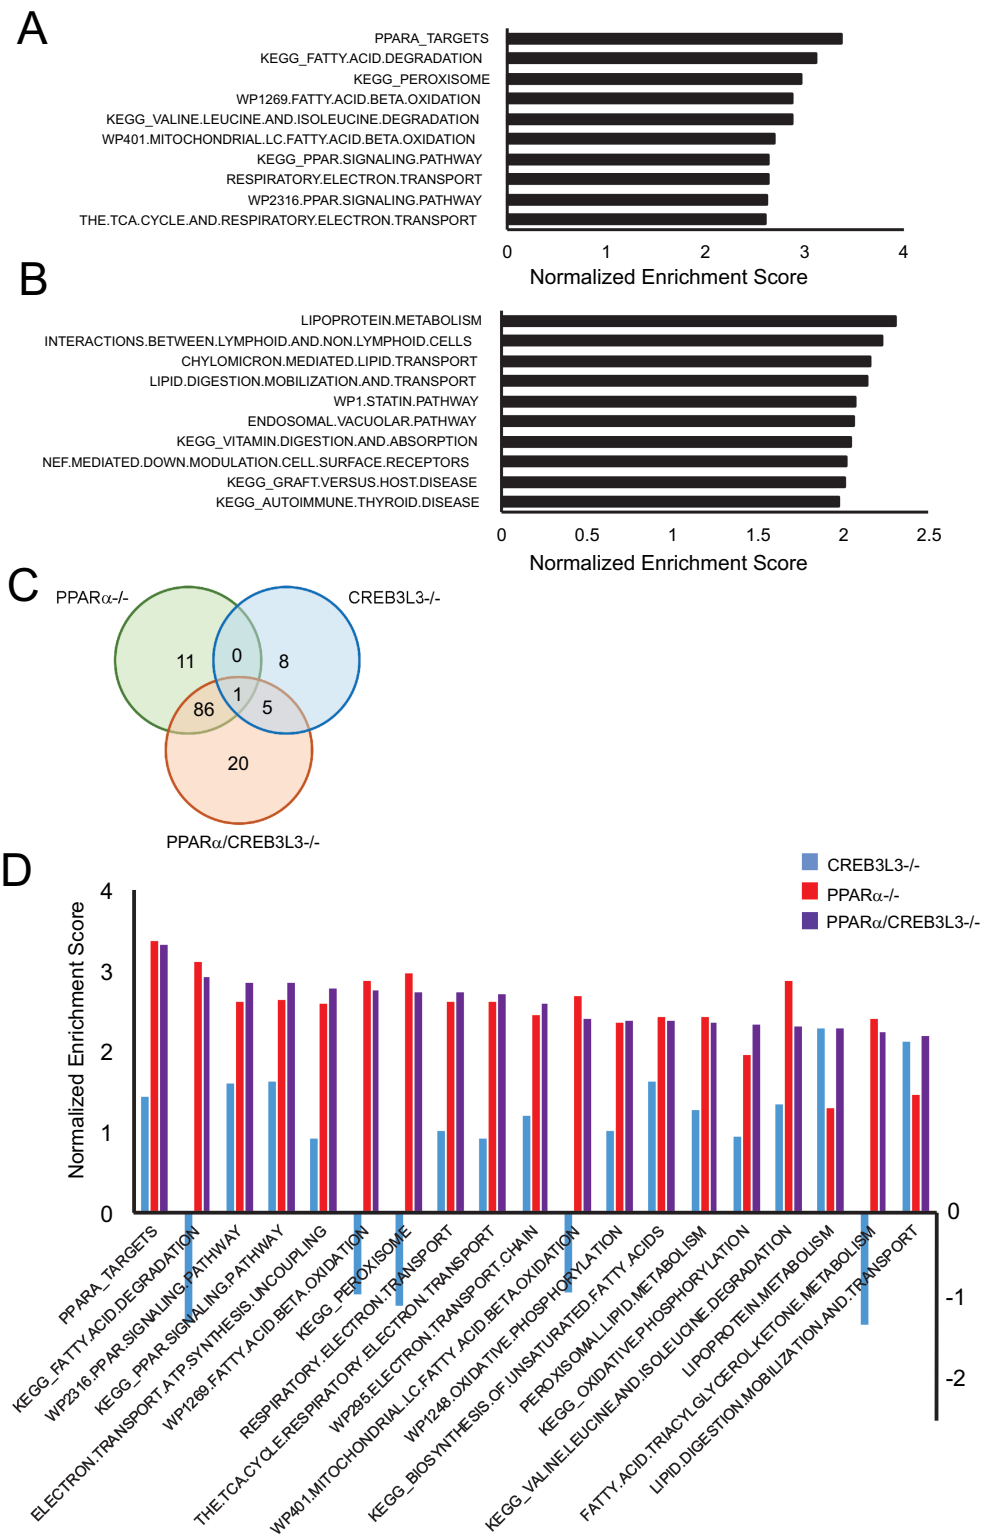 A
PPARA_TARGETS
KEGG_FATTY.ACID.DEGRADATION
KEGG_PEROXISOME
WP1269.FATTY.ACID.BETA.OXIDATION
KEGG_VALINE.LEUCINE.AND.ISOLEUCINE.DEGRADATION
WP401.MITOCHONDRIAL.LC.FATTY.ACID.BETA.OXIDATION
KEGG_PPAR.SIGNALING.PATHWAY
RESPIRATORY.ELECTRON.TRANSPORT
WP2316.PPAR.SIGNALING.PATHWAY
THE.TCA.CYCLE.AND.RESPIRATORY.ELECTRON.TRANSPORT
0 1 2 3 4
Normalized Enrichment Score
B
LIPOPROTEIN.METABOLISM
INTERACTIONS.BETWEEN.LYMPHOID.AND.NON.LYMPHOID.CELLS
CHYLOMICRON.MEDIATED.LIPID.TRANSPORT
LIPID.DIGESTION.MOBILIZATION.AND.TRANSPORT
WP1.STATIN.PATHWAY
ENDOSOMAL.VACUOLAR.PATHWAY
KEGG_VITAMIN.DIGESTION.AND.ABSORPTION
NEF.MEDIATED.DOWN.MODULATION.CELL.SURFACE.RECEPTORS
KEGG_GRAFT.VERSUS.HOST.DISEASE
KEGG_AUTOIMMUNE.THYROID.DISEASE
0 0.5 1 1.5 2 2.5
Normalized Enrichment Score
C
PPARα-/- CREB3L3-/-
11 0 8
86 1 5
20
PPARα/CREB3L3-/-
D
CREB3L3-/-
PPARα-/-
PPARα/CREB3L3-/-
Normalized Enrichment Score
4
3
2
1
0
0
-1
-2
PPARA_TARGETS
KEGG_FATTY.ACID.DEGRADATION
WP2316.PPAR.SIGNALING.PATHWAY
KEGG_PPAR.SIGNALING.PATHWAY
ELECTRON.TRANSPORT.ATP.SYNTHESIS.UNCOUPLING
WP1269.FATTY.ACID.BETA.OXIDATION
KEGG_PEROXISOME
RESPIRATORY.ELECTRON.TRANSPORT
THE.TCA.CYCLE.RESPIRATORY.ELECTRON.TRANSPORT
WP295.ELECTRON.TRANSPORT.CHAIN
WP401.MITOCHONDRIAL.LC.FATTY.ACID.BETA.OXIDATION
WP1248.OXIDATIVE.PHOSPHORYLATION
KEGG_BIOSYNTHESIS.OF.UNSATURATED.FATTY.ACIDS
PEROXISOMAL.LIPID.METABOLISM
KEGG_OXIDATIVE.PHOSPHORYLATION
KEGG_VALINE.LEUCINE.AND.ISOLEUCINE.DEGRADATION
LIPOPROTEIN.METABOLISM
FATTY.ACID.TRIACYLGLYCEROL.KETONE.METABOLISM
LIPID.DIGESTION.MOBILIZATION.AND.TRANSPORT